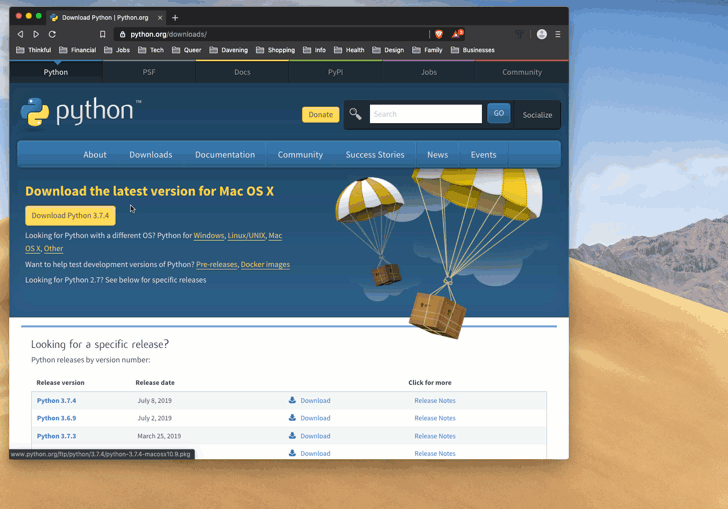 Download Python | Python.org
python.org/downloads/
Thinkful Financial Jobs Tech Queer Davening Shopping Info Health Design Family Businesses
Python PSF Docs PyPI Jobs Community
python™
Donate Search GO Socialize
About Downloads Documentation Community Success Stories News Events
Download the latest version for Mac OS X
Download Python 3.7.4
Looking for Python with a different OS? Python for Windows, Linux/UNIX, Mac
OS X, Other
Want to help test development versions of Python? Pre-releases, Docker images
Looking for Python 2.7? See below for specific releases
Looking for a specific release?
Python releases by version number:
Release version Release date Click for more
Python 3.7.4 July 8, 2019 Download Release Notes
Python 3.6.9 July 2, 2019 Download Release Notes
Python 3.7.3 March 25, 2019 Download Release Notes
Download Release Notes
www.python.org/ftp/python/3.7.4/python-3.7.4-macosx10.9.pkg